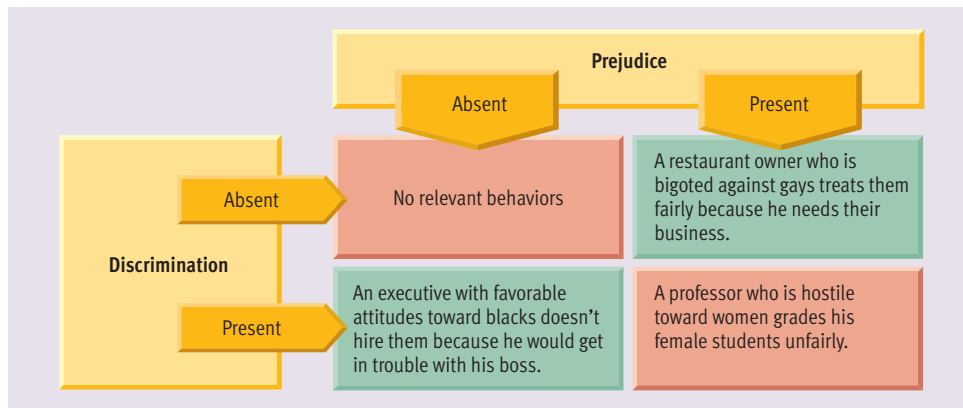 Prejudice
Absent
Present
Discrimination
Absent
No relevant behaviors
A restaurant owner who is
bigoted against gays treats them
fairly because he needs their
business.
Present
An executive with favorable
attitudes toward blacks doesn’t
hire them because he would get
in trouble with his boss.
A professor who is hostile
toward women grades his
female students unfairly.